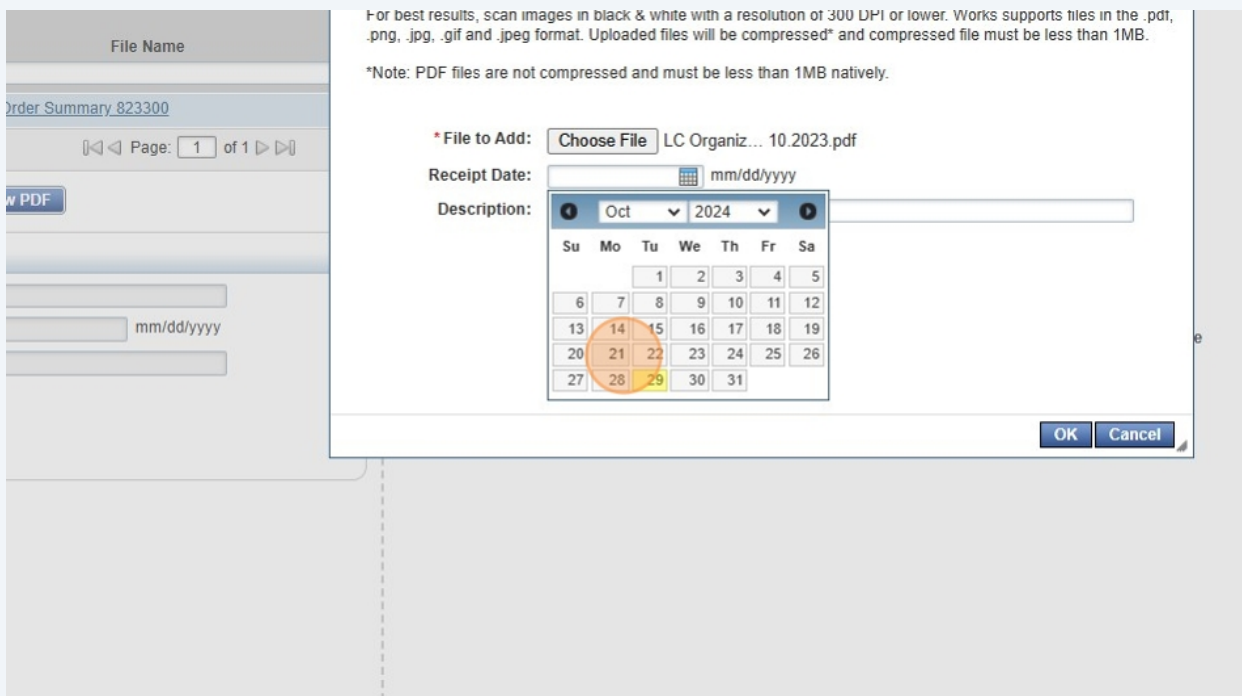 For best results, scan images in black & white with a resolution of 300 DPI or lower. Works supports files in the .pdf,
.png, .jpg, .gif and .jpeg format. Uploaded files will be compressed* and compressed file must be less than 1MB.
*Note: PDF files are not compressed and must be less than 1MB natively.
File Name
Order Summary 823300
Page: 1 of 1
w PDF
mm/dd/yyyy
*File to Add: Choose File LC Organiz... 10.2023.pdf
Receipt Date: mm/dd/yyyy
Description:
Oct 2024
Su Mo Tu We Th Fr Sa
1 2 3 4 5
6 7 8 9 10 11 12
13 14 15 16 17 18 19
20 21 22 23 24 25 26
27 28 29 30 31
e
OK Cancel